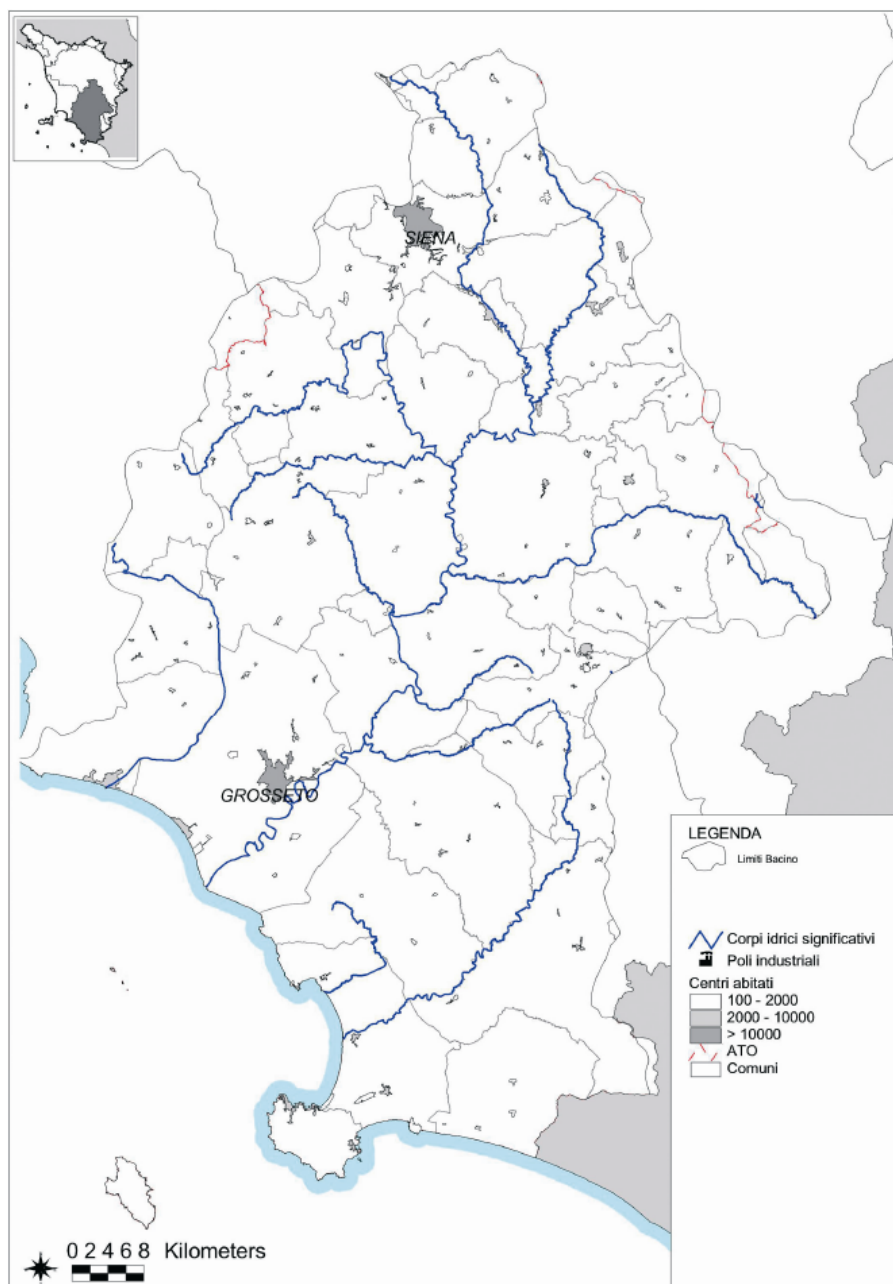 SIENA
GROSSETO
LEGENDA
Limiti Bacino
Corpi idrici significativi
Poli industriali
Centri abitati
100 - 2000
2000 - 10000
> 10000
ATO
Comuni
0 2 4 6 8 Kilometers